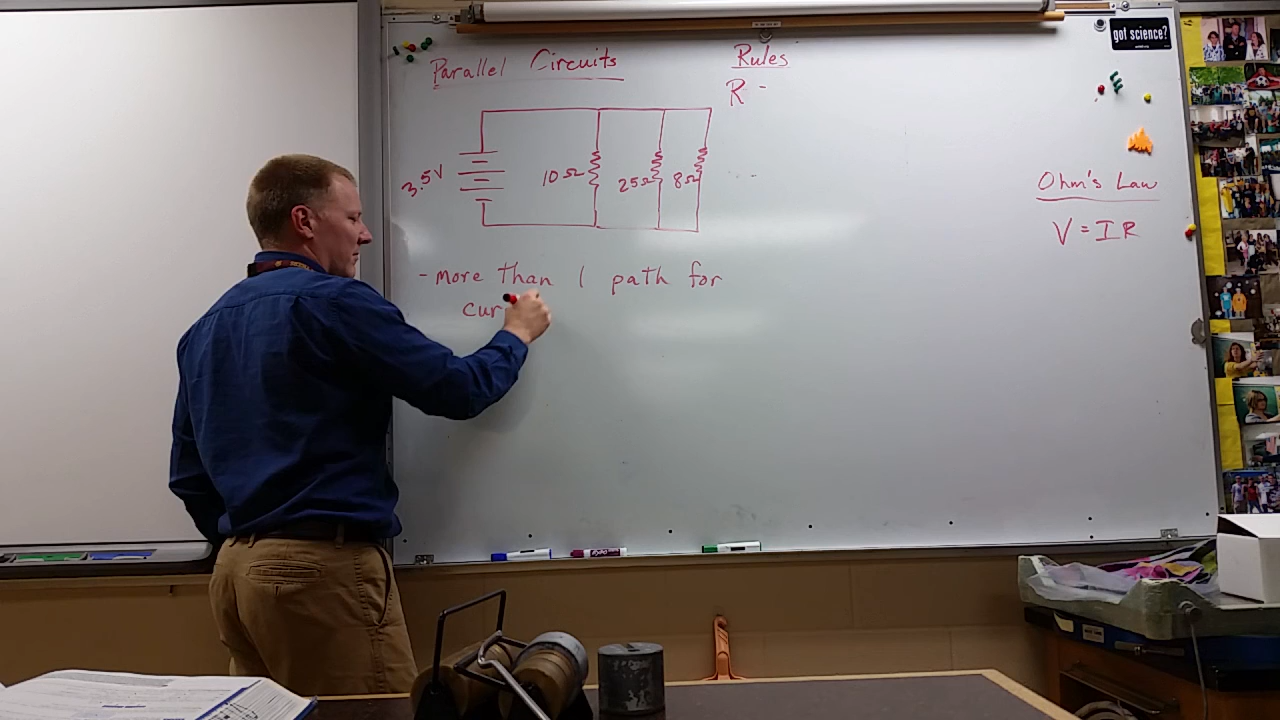 got science?
Parallel Circuits
Rules
R -
3.5V
10Ω
25Ω
8Ω
Ohm's Law
V = IR
- more than 1 path for
cur